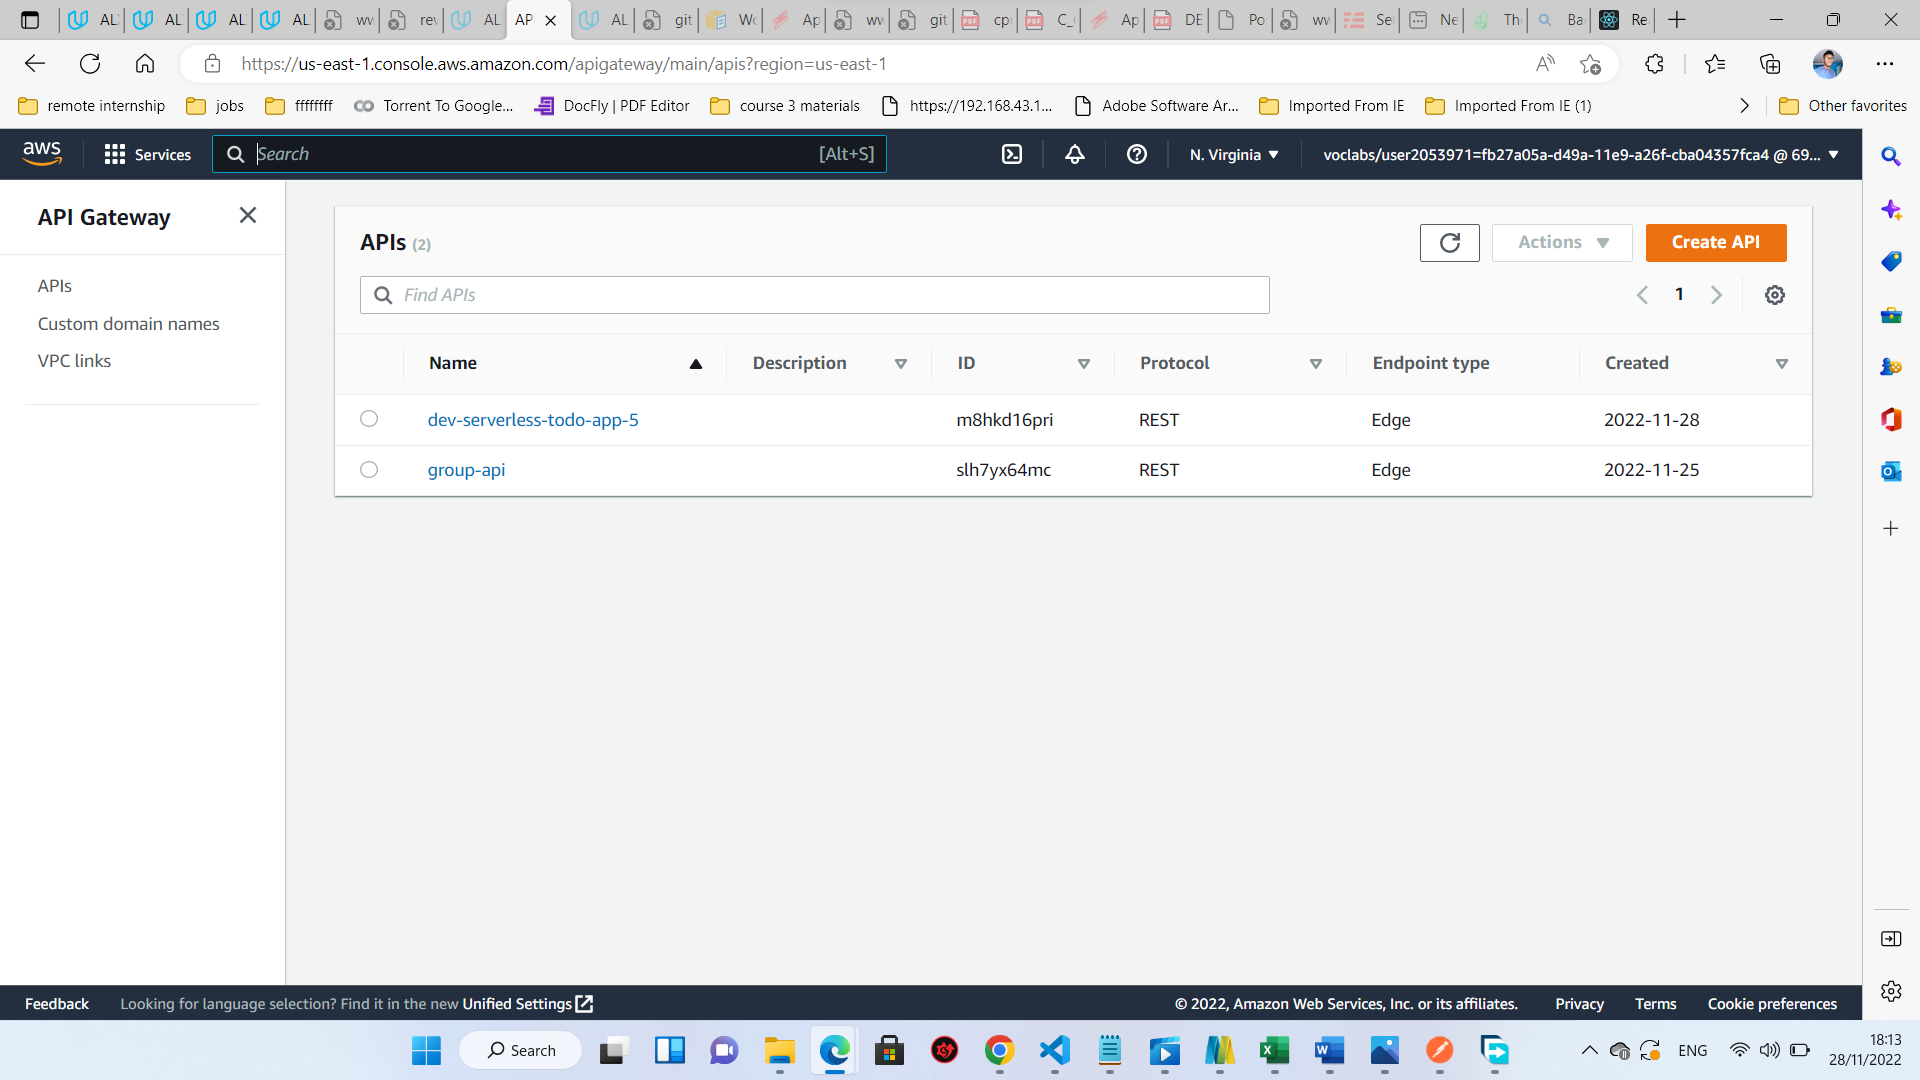 AL AL AL AL wv rev AL AP AL git Wo Ap wv git cp C_ Ap DE Po wv Se Ne Th Ba Re
https://us-east-1.console.aws.amazon.com/apigateway/main/apis?region=us-east-1
remote internship jobs ffffffff Torrent To Google... DocFly | PDF Editor course 3 materials https://192.168.43.1... Adobe Software Ar... Imported From IE Imported From IE (1) Other favorites
aws Services Search [Alt+S] N. Virginia voclabs/user2053971=fb27a05a-d49a-11e9-a26f-cba04357fca4 @ 69...
API Gateway
APIs
Custom domain names
VPC links
APIs (2) Actions Create API
Find APIs 1
Name Description ID Protocol Endpoint type Created
dev-serverless-todo-app-5 m8hkd16pri REST Edge 2022-11-28
group-api slh7yx64mc REST Edge 2022-11-25
Feedback Looking for language selection? Find it in the new Unified Settings © 2022, Amazon Web Services, Inc. or its affiliates. Privacy Terms Cookie preferences
Search ENG 18:13
28/11/2022